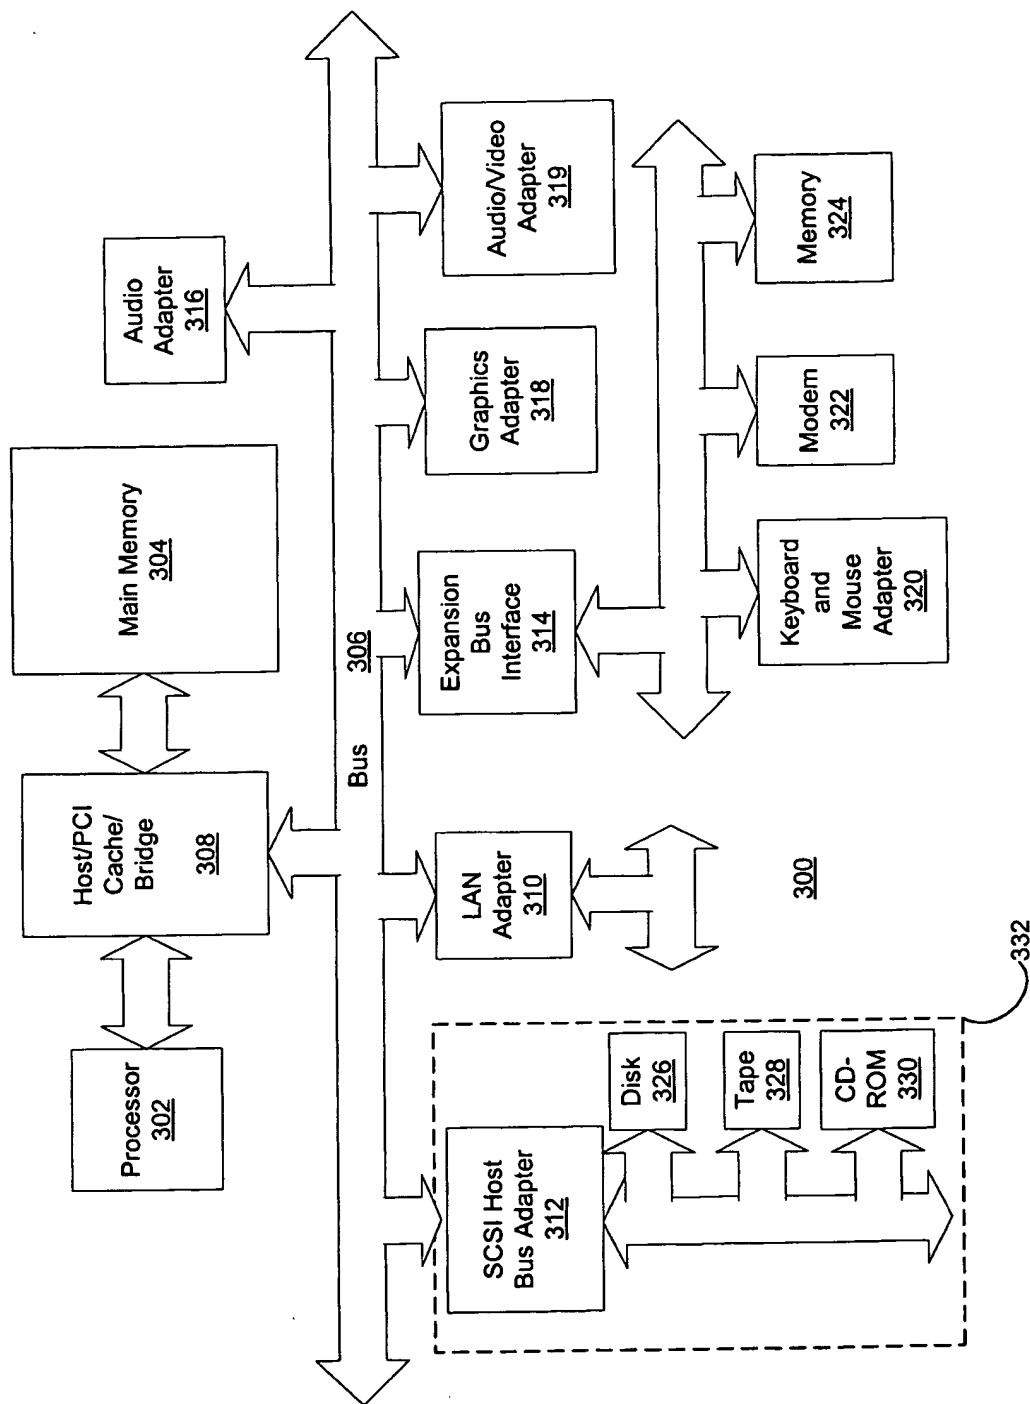 Processor
302
Host/PCI
Cache/
Bridge
308
Main Memory
304
Audio
Adapter
316
Bus
306
SCSI Host
Bus Adapter
312
LAN
Adapter
310
Expansion
Bus
Interface
314
Graphics
Adapter
318
Audio/Video
Adapter
319
Disk
326
Tape
328
CD-
ROM
330
332
300
Keyboard
and
Mouse Adapter
320
Modem
322
Memory
324